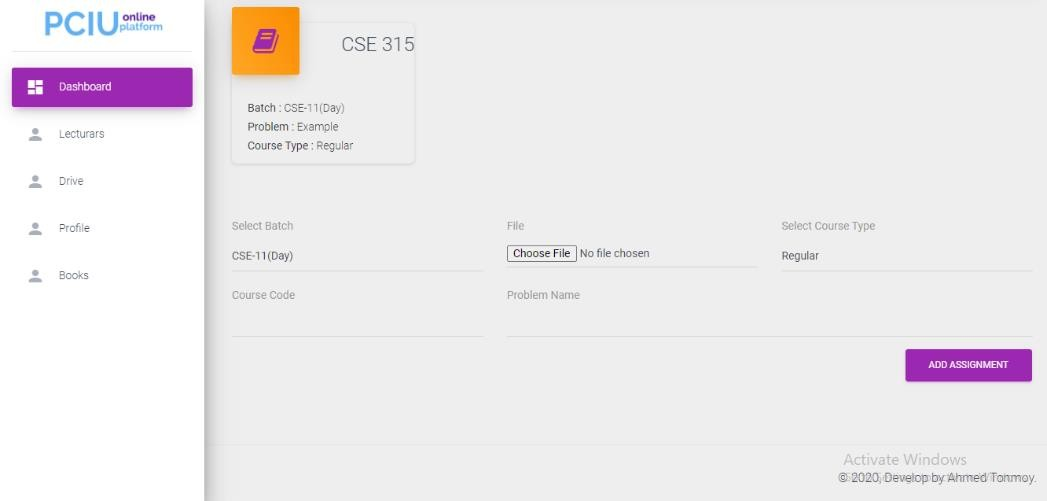 PCIU online platform
Dashboard
Lecturars
Drive
Profile
Books
CSE 315
Batch : CSE-11(Day)
Problem : Example
Course Type : Regular
Select Batch
File
Select Course Type
CSE-11(Day)
Choose File No file chosen
Regular
Course Code
Problem Name
ADD ASSIGNMENT
Activate Windows
© 2020, Develop by Ahmed Tonmoy.